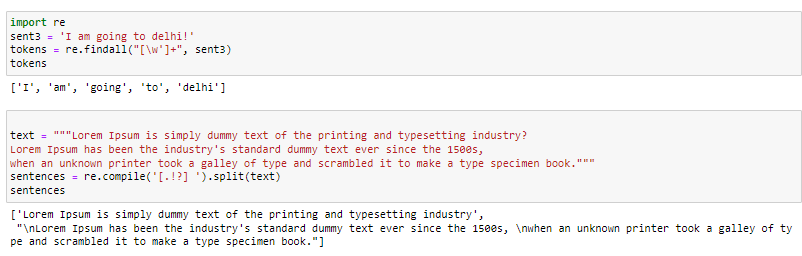 import re
sent3 = 'I am going to delhi!'
tokens = re.findall("[\w']+", sent3)
tokens
['I', 'am', 'going', 'to', 'delhi']
text = """Lorem Ipsum is simply dummy text of the printing and typesetting industry?
Lorem Ipsum has been the industry's standard dummy text ever since the 1500s,
when an unknown printer took a galley of type and scrambled it to make a type specimen book."""
sentences = re.compile('[.!?] ').split(text)
sentences
['Lorem Ipsum is simply dummy text of the printing and typesetting industry',
"\nLorem Ipsum has been the industry's standard dummy text ever since the 1500s, \nwhen an unknown printer took a galley of ty
pe and scrambled it to make a type specimen book."]